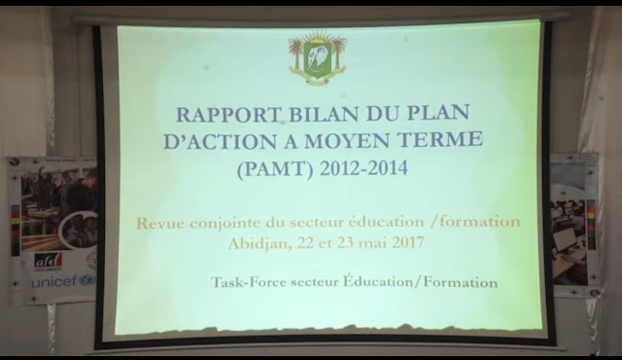 RAPPORT BILAN DU PLAN
D'ACTION A MOYEN TERME
(PAMT) 2012-2014
Revue conjointe du secteur éducation /formation
Abidjan, 22 et 23 mai 2017
Task-Force secteur Éducation/Formation
afd
unicef